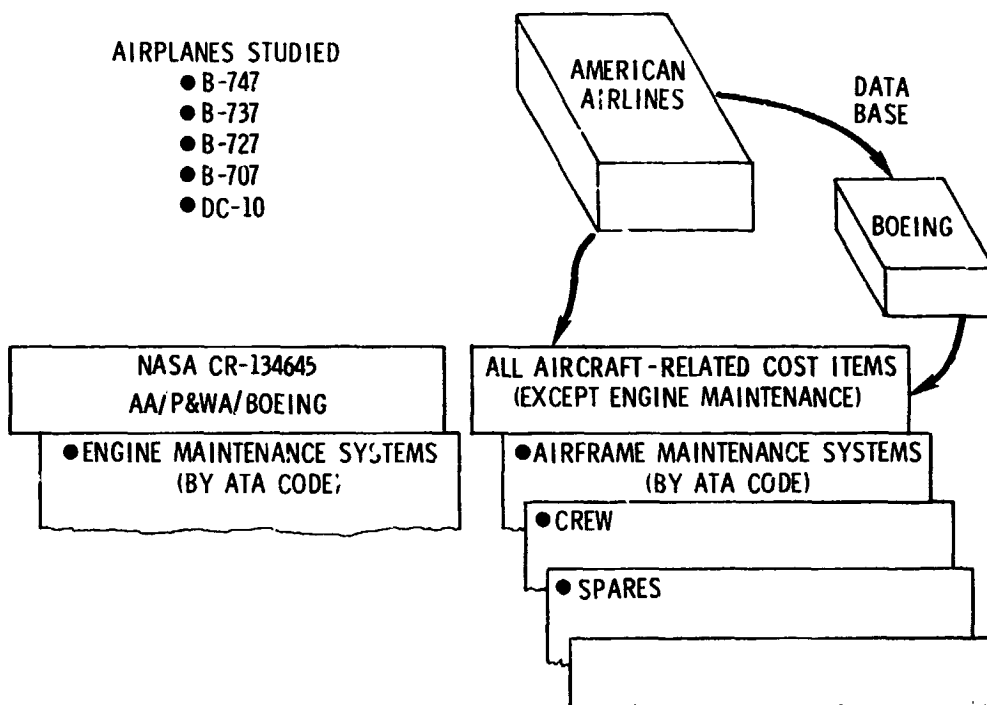 AIRPLANES STUDIED
● B-747
● B-737
● B-727
● B-707
● DC-10
AMERICAN
AIRLINES
DATA
BASE
BOEING
NASA CR-134645
AA/P&WA/BOEING
● ENGINE MAINTENANCE SYSTEMS
(BY ATA CODE)
ALL AIRCRAFT-RELATED COST ITEMS
(EXCEPT ENGINE MAINTENANCE)
● AIRFRAME MAINTENANCE SYSTEMS
(BY ATA CODE)
● CREW
● SPARES